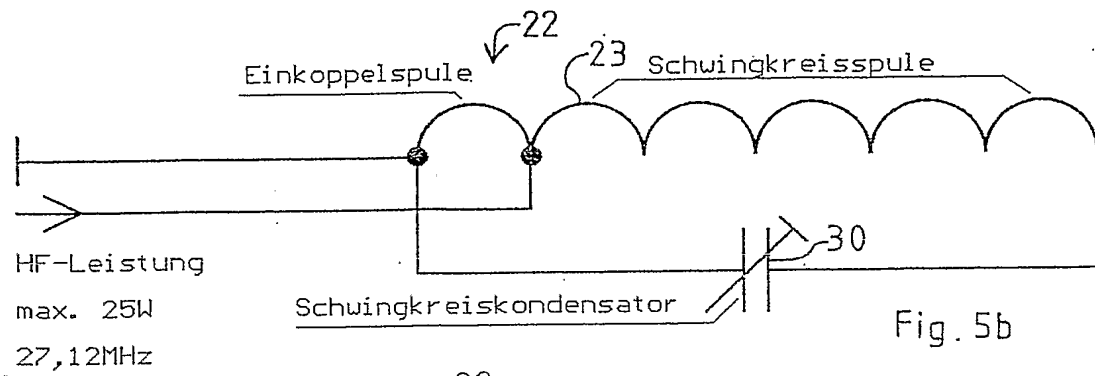 22
Einkoppelspule
23
Schwingkreisspule
30
HF-Leistung
max. 25W
27,12MHz
Schwingkreiskondensator
Fig. 5b